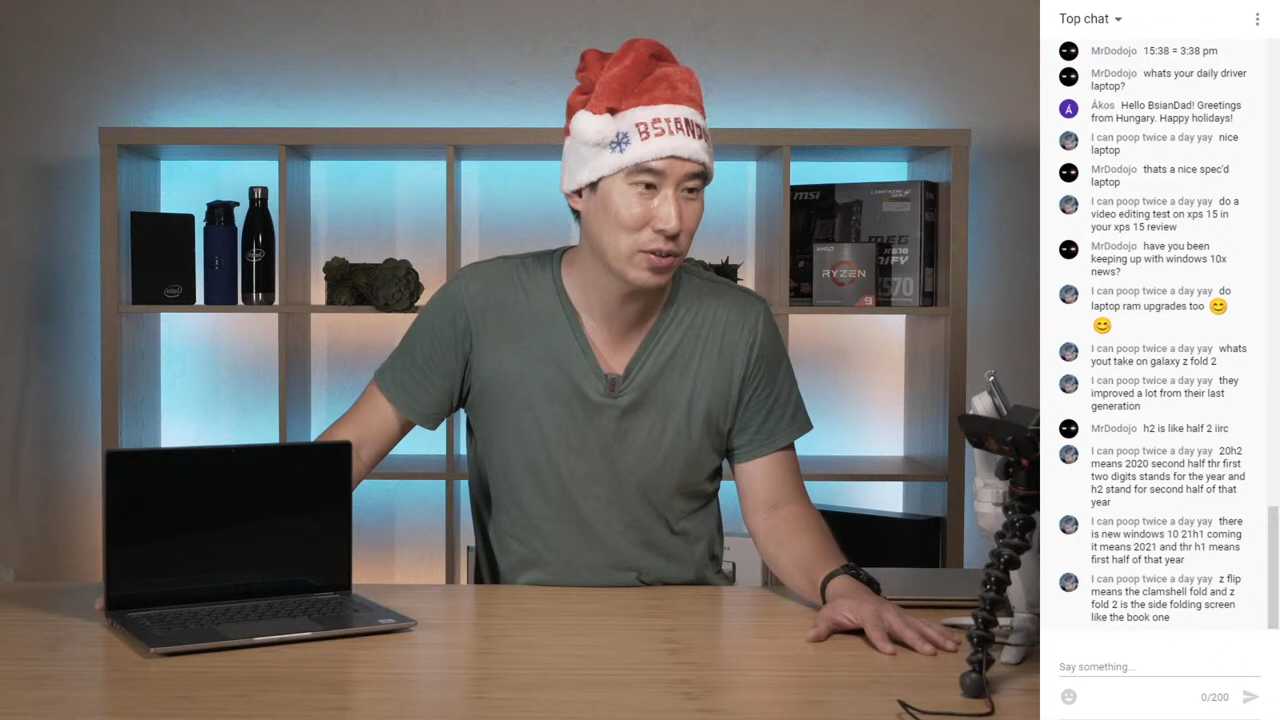 BSIAND
intel
intel
msi
AMD
RYZEN
9
X570
Top chat
MrDodojo 15:38 = 3:38 pm
MrDodojo whats your daily driver
laptop?
Á
Ákos Hello BsianDad! Greetings
from Hungary. Happy holidays!
I can poop twice a day yay nice
laptop
MrDodojo thats a nice spec'd
laptop
I can poop twice a day yay do a
video editing test on xps 15 in
your xps 15 review
MrDodojo have you been
keeping up with windows 10x
news?
I can poop twice a day yay do
laptop ram upgrades too 😊
😊
I can poop twice a day yay whats
yout take on galaxy z fold 2
I can poop twice a day yay they
improved a lot from their last
generation
MrDodojo h2 is like half 2 iirc
I can poop twice a day yay 20h2
means 2020 second half thr first
two digits stands for the year and
h2 stand for second half of that
year
I can poop twice a day yay there
is new windows 10 21h1 coming
it means 2021 and thr h1 means
first half of that year
I can poop twice a day yay z flip
means the clamshell fold and z
fold 2 is the side folding screen
like the book one
Say something...
0/200